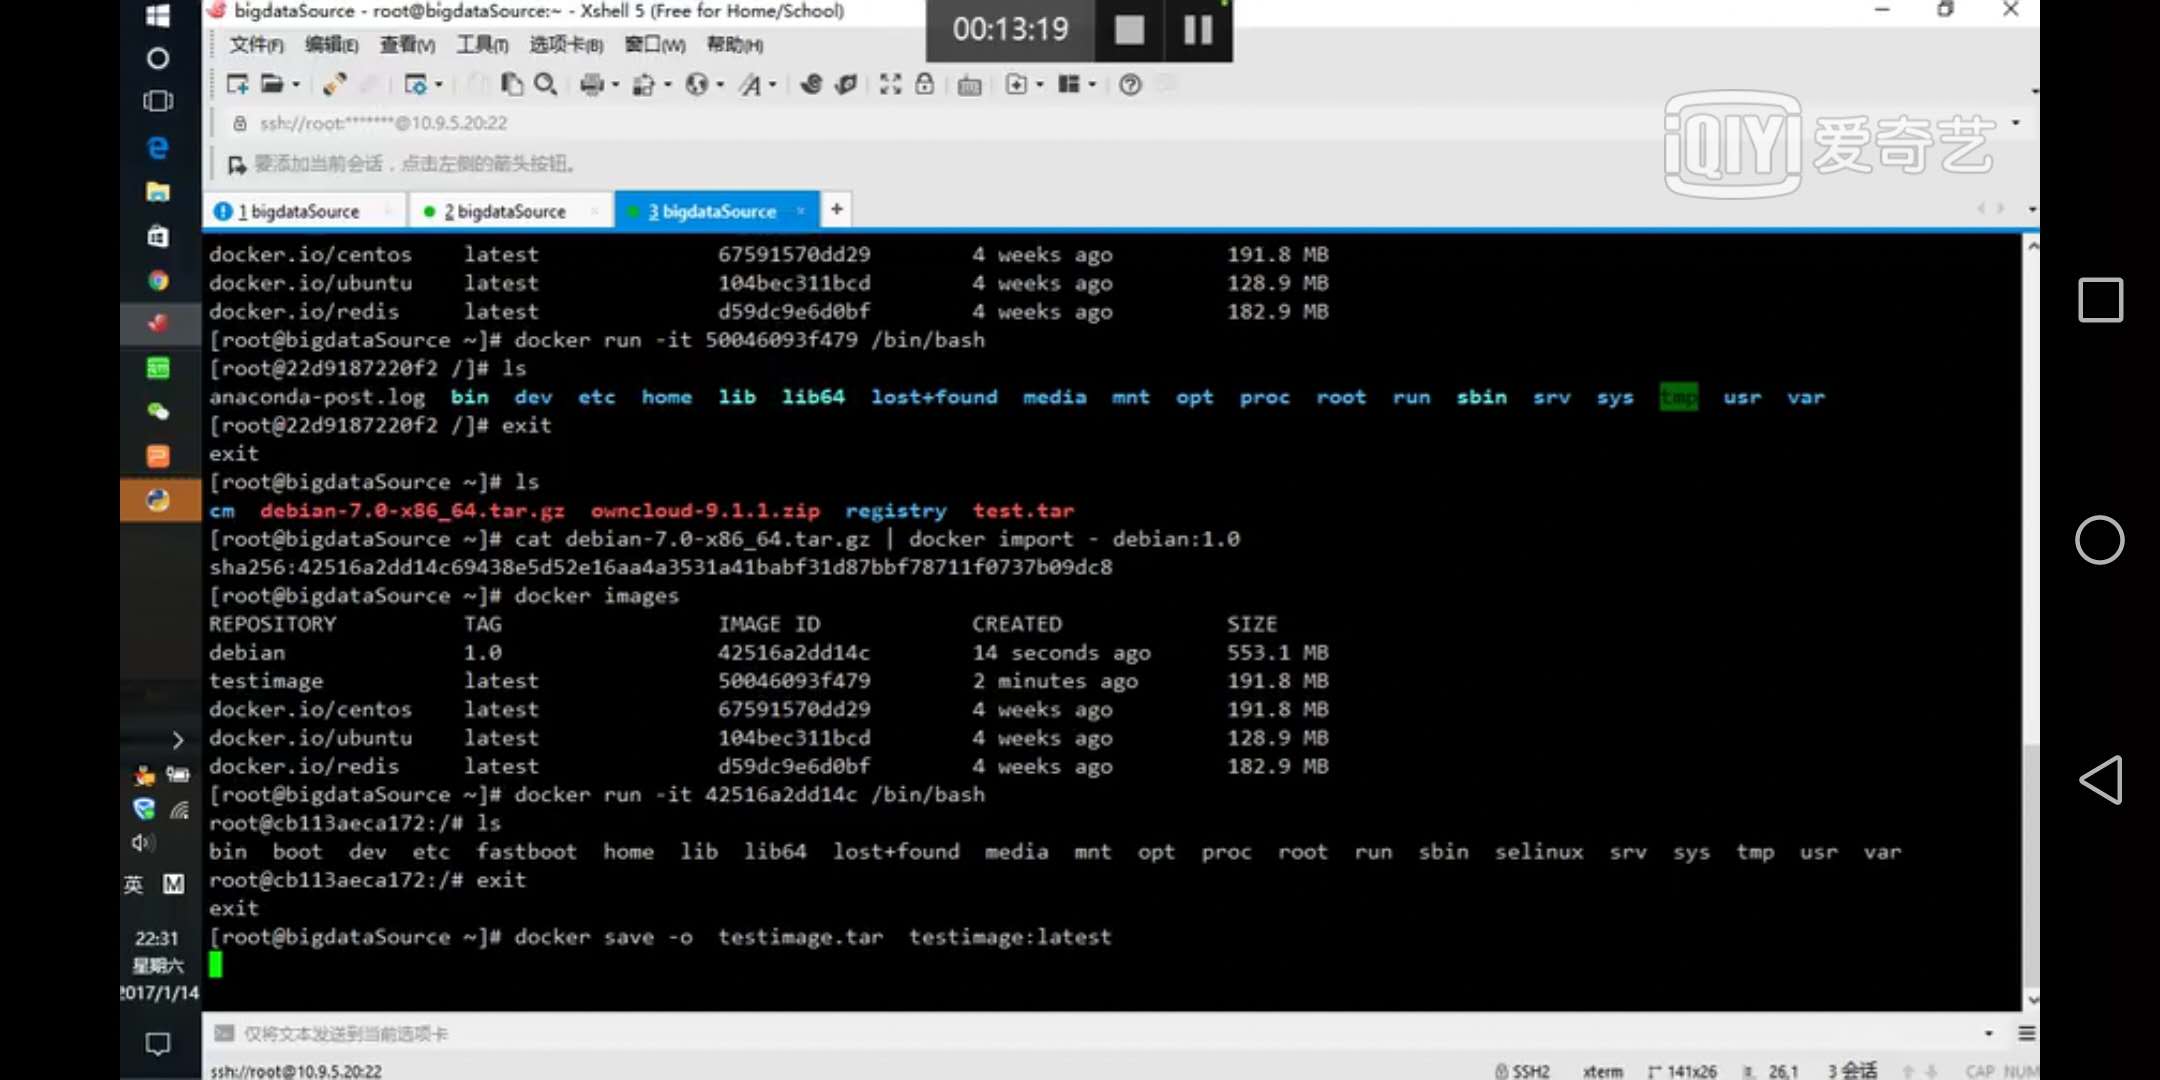 bigdataSource - root@bigdataSource:~ - Xshell 5 (Free for Home/School)
00:13:19
文件(F) 编辑(E) 查看(V) 工具(T) 选项卡(B) 窗口(W) 帮助(H)
ssh://root:*******@10.9.5.20:22
iQIYI 爱奇艺
要添加当前会话，点击左侧的箭头按钮。
1 bigdataSource 2 bigdataSource 3 bigdataSource +
docker.io/centos latest 67591570dd29 4 weeks ago 191.8 MB
docker.io/ubuntu latest 104bec311bcd 4 weeks ago 128.9 MB
docker.io/redis latest d59dc9e6d0bf 4 weeks ago 182.9 MB
[root@bigdataSource ~]# docker run -it 50046093f479 /bin/bash
[root@22d9187220f2 /]# ls
anaconda-post.log bin dev etc home lib lib64 lost+found media mnt opt proc root run sbin srv sys tmp usr var
[root@22d9187220f2 /]# exit
exit
[root@bigdataSource ~]# ls
cm debian-7.0-x86_64.tar.gz owncloud-9.1.1.zip registry test.tar
[root@bigdataSource ~]# cat debian-7.0-x86_64.tar.gz | docker import - debian:1.0
sha256:42516a2dd14c69438e5d52e16aa4a3531a41babf31d87bbf78711f0737b09dc8
[root@bigdataSource ~]# docker images
REPOSITORY TAG IMAGE ID CREATED SIZE
debian 1.0 42516a2dd14c 14 seconds ago 553.1 MB
testimage latest 50046093f479 2 minutes ago 191.8 MB
docker.io/centos latest 67591570dd29 4 weeks ago 191.8 MB
docker.io/ubuntu latest 104bec311bcd 4 weeks ago 128.9 MB
docker.io/redis latest d59dc9e6d0bf 4 weeks ago 182.9 MB
[root@bigdataSource ~]# docker run -it 42516a2dd14c /bin/bash
root@cb113aeca172:/# ls
bin boot dev etc fastboot home lib lib64 lost+found media mnt opt proc root run sbin selinux srv sys tmp usr var
root@cb113aeca172:/# exit
exit
[root@bigdataSource ~]# docker save -o testimage.tar testimage:latest
英 M
22:31
星期六
2017/1/14
仅将文本发送到当前选项卡
ssh://root@10.9.5.20:22 SSH2 xterm 141x26 26,1 3 会话 CAP NUM